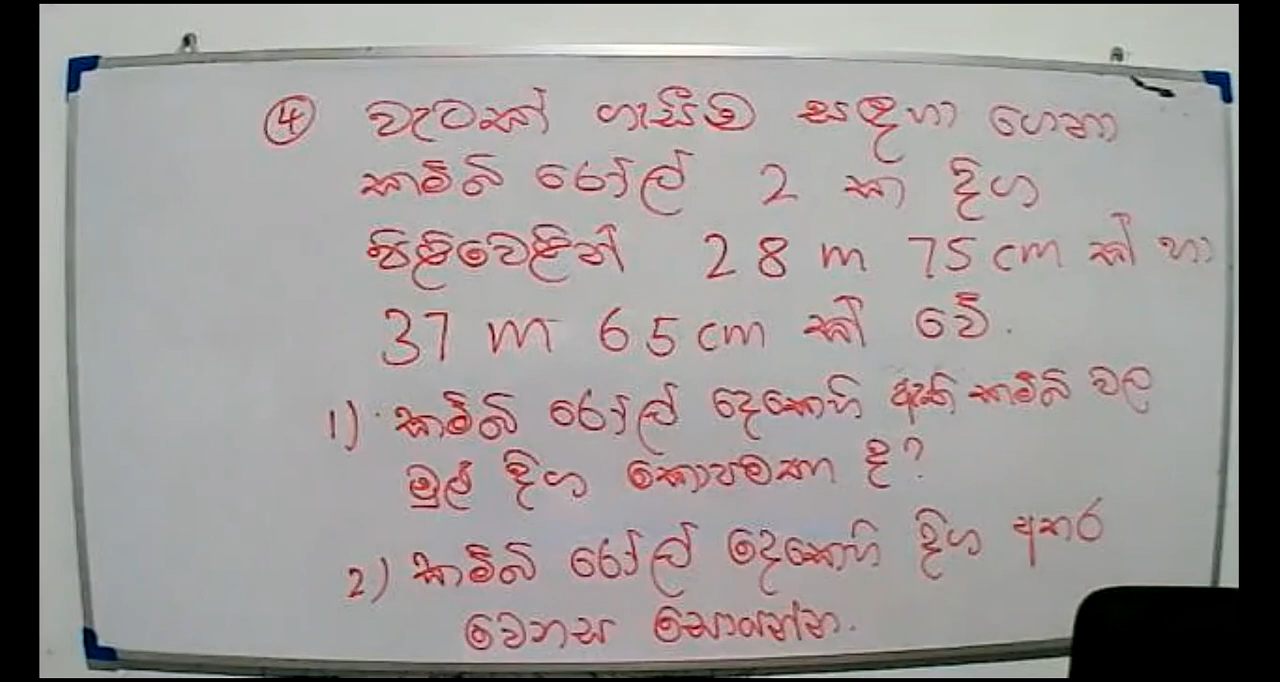 ④ වැටක් ගැසීම සඳහා ගෙනා
කම්බි රෝල් 2 ක දිග
පිළිවෙළින් 28 m 75 cm ක් හා
37 m 65 cm ක් වේ.
1) කම්බි රෝල් දෙකෙහි ඇති කම්බි වල
මුළු දිග කොපමණ ද?
2) කම්බි රෝල් දෙකෙහි දිග අතර
වෙනස සොයන්න.